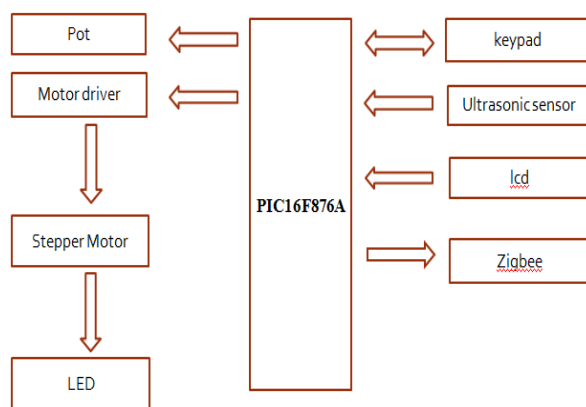 Pot
keypad
Motor driver
Ultrasonic sensor
lcd
PIC16F876A
Stepper Motor
Zigbee
LED